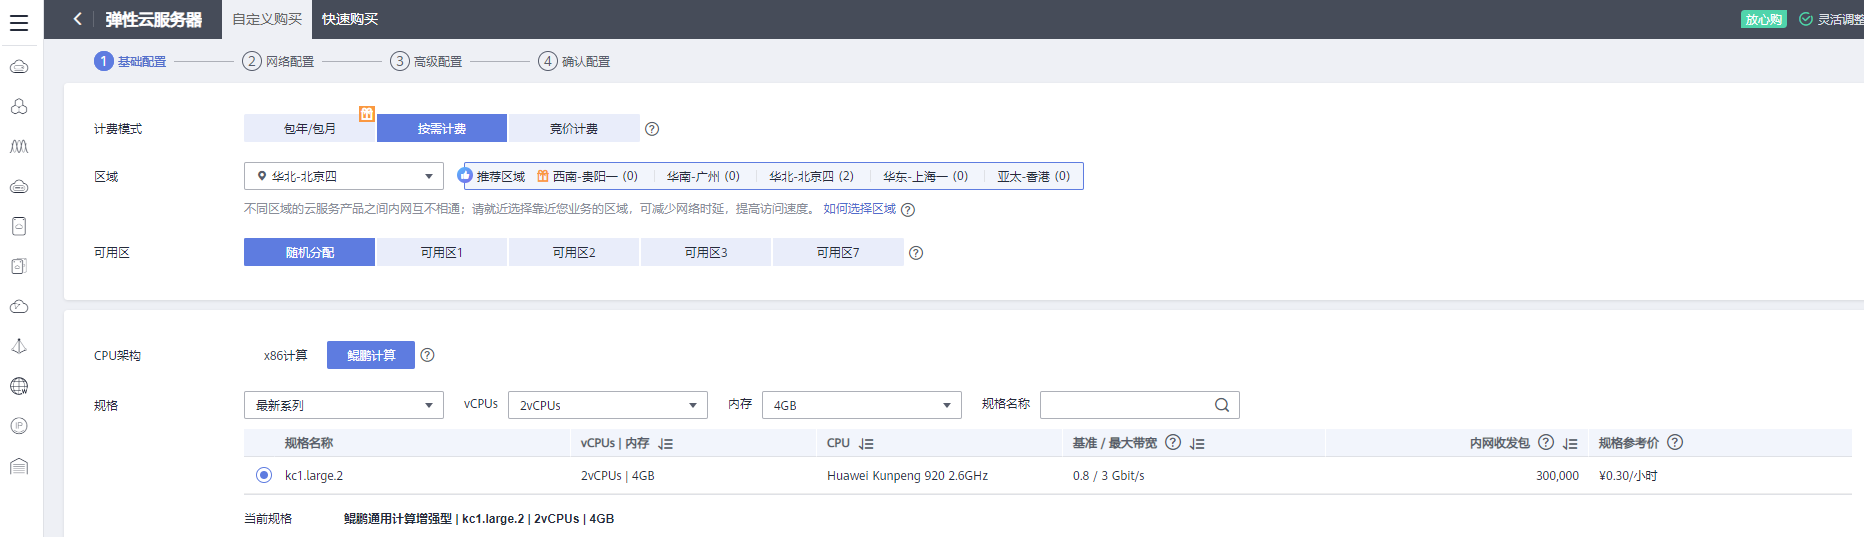 弹性云服务器 自定义购买 快速购买 放心购 灵活调整
1 基础配置 2 网络配置 3 高级配置 4 确认配置
计费模式 包年/包月 按需计费 竞价计费 ?
区域 华北-北京四 推荐区域 西南-贵阳一 (0) 华南-广州 (0) 华北-北京四 (2) 华东-上海一 (0) 亚太-香港 (0)
不同区域的云服务产品之间内网互不相通；请就近选择靠近您业务的区域，可减少网络时延，提高访问速度。 如何选择区域 ?
可用区 随机分配 可用区1 可用区2 可用区3 可用区7 ?
CPU架构 x86计算 鲲鹏计算 ?
规格 最新系列 vCPUs 2vCPUs 内存 4GB 规格名称
规格名称 vCPUs | 内存 CPU 基准 / 最大带宽 ? 内网收发包 ? 规格参考价 ?
kc1.large.2 2vCPUs | 4GB Huawei Kunpeng 920 2.6GHz 0.8 / 3 Gbit/s 300,000 ¥0.30/小时
当前规格 鲲鹏通用计算增强型 | kc1.large.2 | 2vCPUs | 4GB
IP